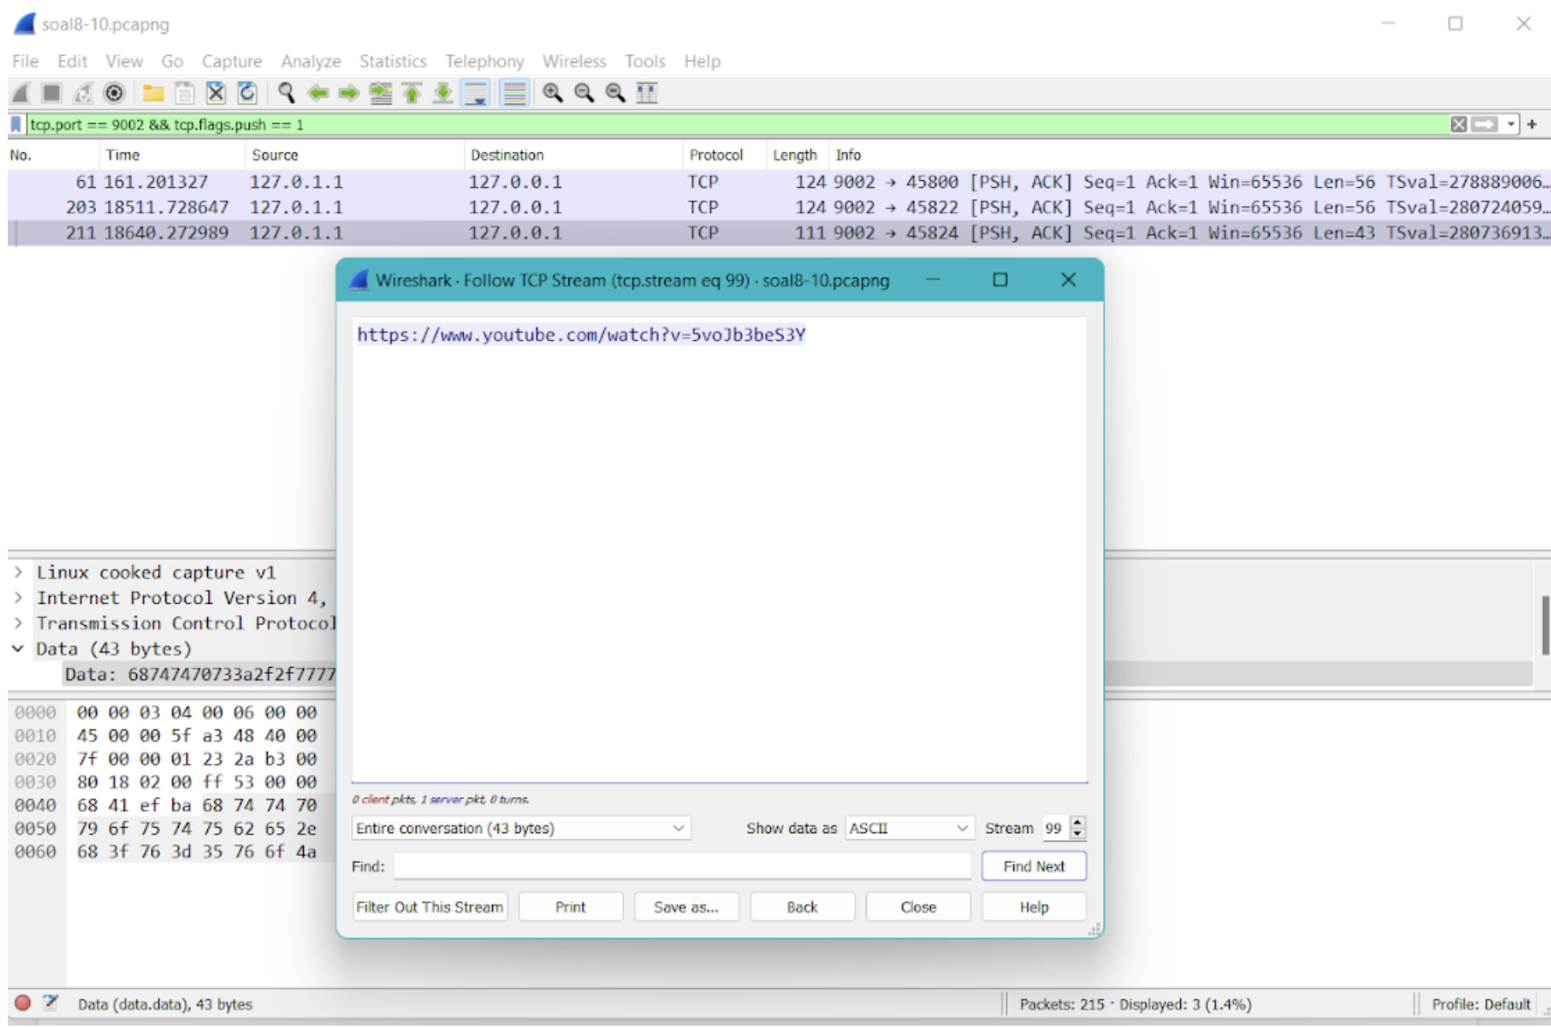 soal8-10.pcapng
File Edit View Go Capture Analyze Statistics Telephony Wireless Tools Help
tcp.port == 9002 && tcp.flags.push == 1
No. Time Source Destination Protocol Length Info
61 161.201327 127.0.1.1 127.0.0.1 TCP 124 9002 → 45800 [PSH, ACK] Seq=1 Ack=1 Win=65536 Len=56 TSval=278889006…
203 18511.728647 127.0.1.1 127.0.0.1 TCP 124 9002 → 45822 [PSH, ACK] Seq=1 Ack=1 Win=65536 Len=56 TSval=280724059…
211 18640.272989 127.0.1.1 127.0.0.1 TCP 111 9002 → 45824 [PSH, ACK] Seq=1 Ack=1 Win=65536 Len=43 TSval=280736913…
Wireshark · Follow TCP Stream (tcp.stream eq 99) · soal8-10.pcapng
https://www.youtube.com/watch?v=5voJb3beS3Y
Linux cooked capture v1
Internet Protocol Version 4,
Transmission Control Protocol
Data (43 bytes)
Data: 68747470733a2f2f7777
0000 00 00 03 04 00 06 00 00
0010 45 00 00 5f a3 48 40 00
0020 7f 00 00 01 23 2a b3 00
0030 80 18 02 00 ff 53 00 00
0040 68 41 ef ba 68 74 74 70
0050 79 6f 75 74 75 62 65 2e
0060 68 3f 76 3d 35 76 6f 4a
0 client pkts, 1 server pkt, 0 turns.
Entire conversation (43 bytes) Show data as ASCII Stream 99
Find: Find Next
Filter Out This Stream Print Save as... Back Close Help
Data (data.data), 43 bytes Packets: 215 · Displayed: 3 (1.4%) Profile: Default